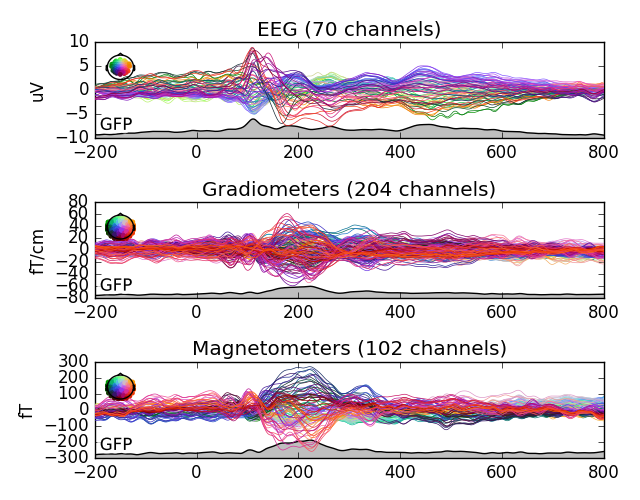 EEG (70 channels)
10
5
0
−5
−10
uV
GFP
−200 0 200 400 600 800
Gradiometers (204 channels)
80
60
40
20
0
−20
−40
−60
−80
fT/cm
GFP
−200 0 200 400 600 800
Magnetometers (102 channels)
300
200
100
0
−100
−200
−300
fT
GFP
−200 0 200 400 600 800